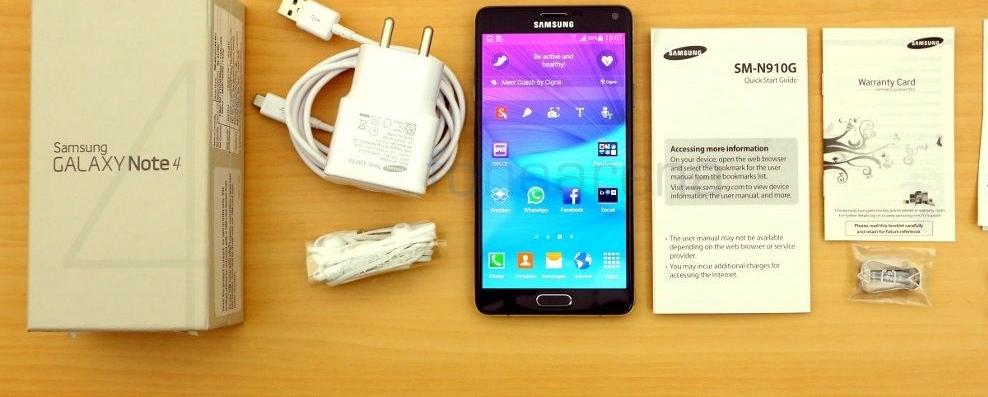 Samsung
GALAXY Note 4
SAMSUNG
SAMSUNG
19:07
Be active and
healthy!
Meet Coach by Cigna
Cigna
T
CPU-Z
Dropbox
WhatsApp
Facebook
Social
Phone
Contacts
Messages
Internet
Apps
SAMSUNG
SM-N910G
Quick Start Guide
Accessing more information
On your device, open the web browser
and select the bookmark for the user
manual from the bookmarks list.
Visit www.samsung.com to view device
information, the user manual, and more.
• The user manual may not be available
depending on the web browser or service
provider.
• You may incur additional charges for
accessing the Internet.
SAMSUNG
Warranty Card
Please read this booklet carefully
and retain for future reference.